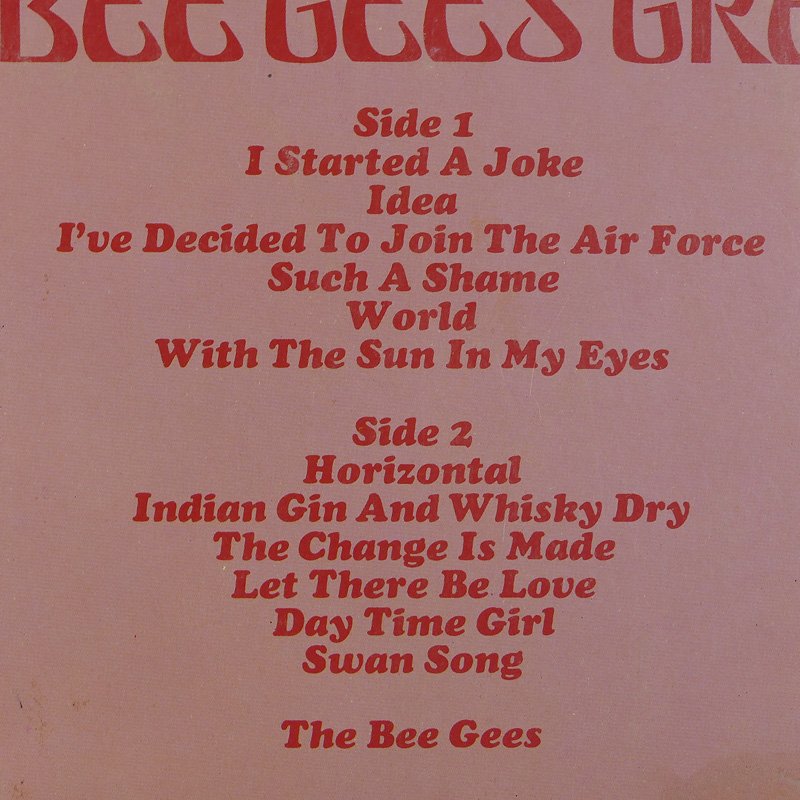 BEE GEES GRE
Side 1
I Started A Joke
Idea
I've Decided To Join The Air Force
Such A Shame
World
With The Sun In My Eyes
Side 2
Horizontal
Indian Gin And Whisky Dry
The Change Is Made
Let There Be Love
Day Time Girl
Swan Song
The Bee Gees